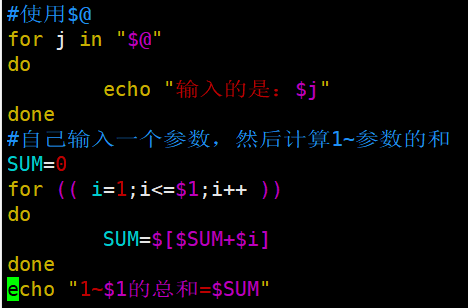 #使用$@
for j in "$@"
do
        echo "输入的是：$j"
done
#自己输入一个参数，然后计算1~参数的和
SUM=0
for (( i=1;i<=$1;i++ ))
do
        SUM=$[$SUM+$i]
done
echo "1~$1的总和=$SUM"